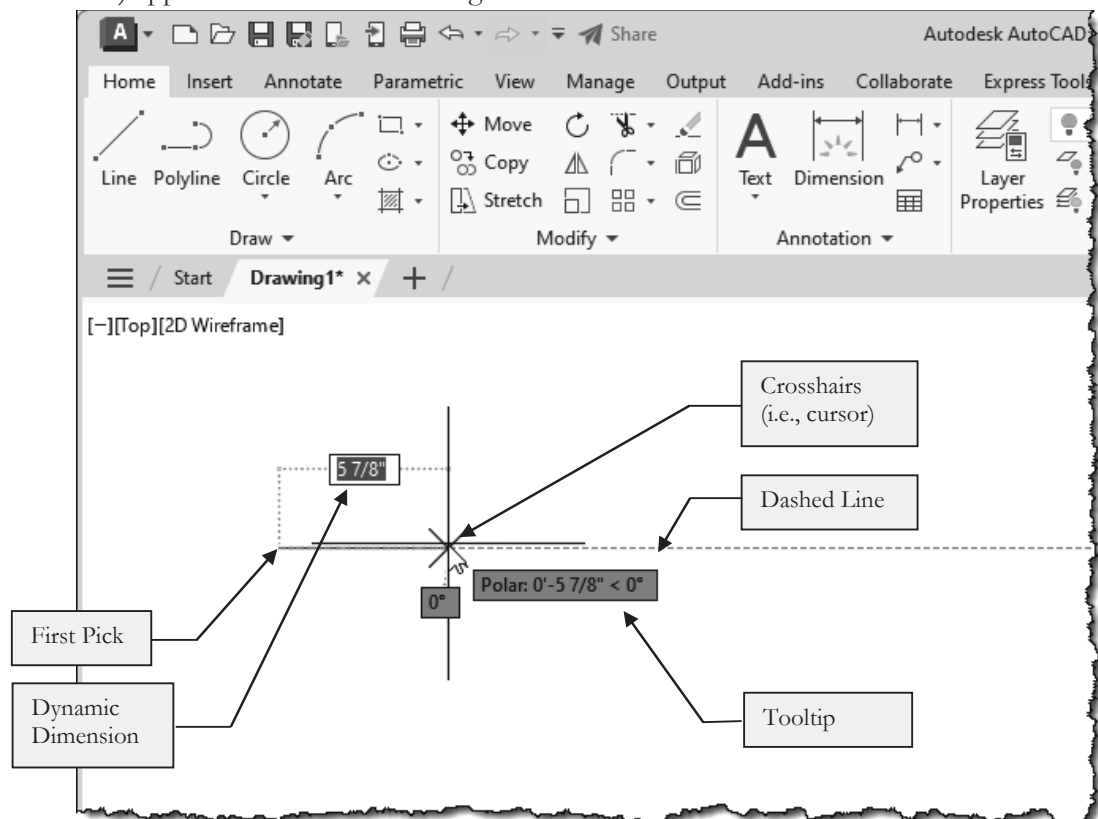 A
Share
Autodesk AutoCAD
Home Insert Annotate Parametric View Manage Output Add-ins Collaborate Express Tools
Line Polyline Circle Arc
Move
Copy
Stretch
A
Text Dimension
Layer
Properties
Draw Modify Annotation
Start Drawing1*
[−][Top][2D Wireframe]
Crosshairs
(i.e., cursor)
5 7/8"
Dashed Line
Polar: 0'-5 7/8" < 0°
0°
First Pick
Dynamic
Dimension
Tooltip